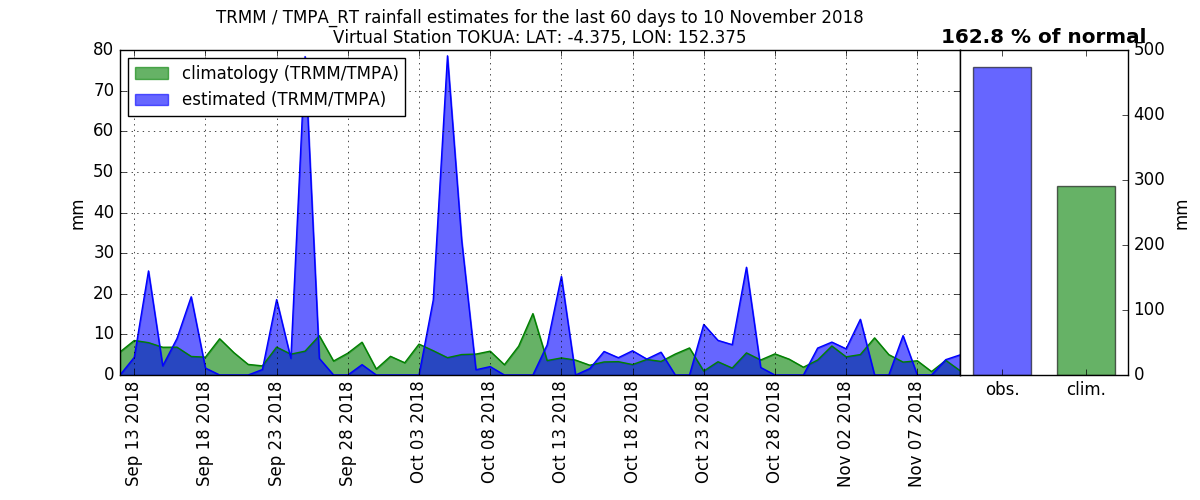 TRMM / TMPA_RT rainfall estimates for the last 60 days to 10 November 2018
Virtual Station TOKUA: LAT: -4.375, LON: 152.375
162.8 % of normal
climatology (TRMM/TMPA)
estimated (TRMM/TMPA)
80
70
60
50
40
30
20
10
0
mm
Sep 13 2018
Sep 18 2018
Sep 23 2018
Sep 28 2018
Oct 03 2018
Oct 08 2018
Oct 13 2018
Oct 18 2018
Oct 23 2018
Oct 28 2018
Nov 02 2018
Nov 07 2018
500
400
300
200
100
0
mm
obs.
clim.